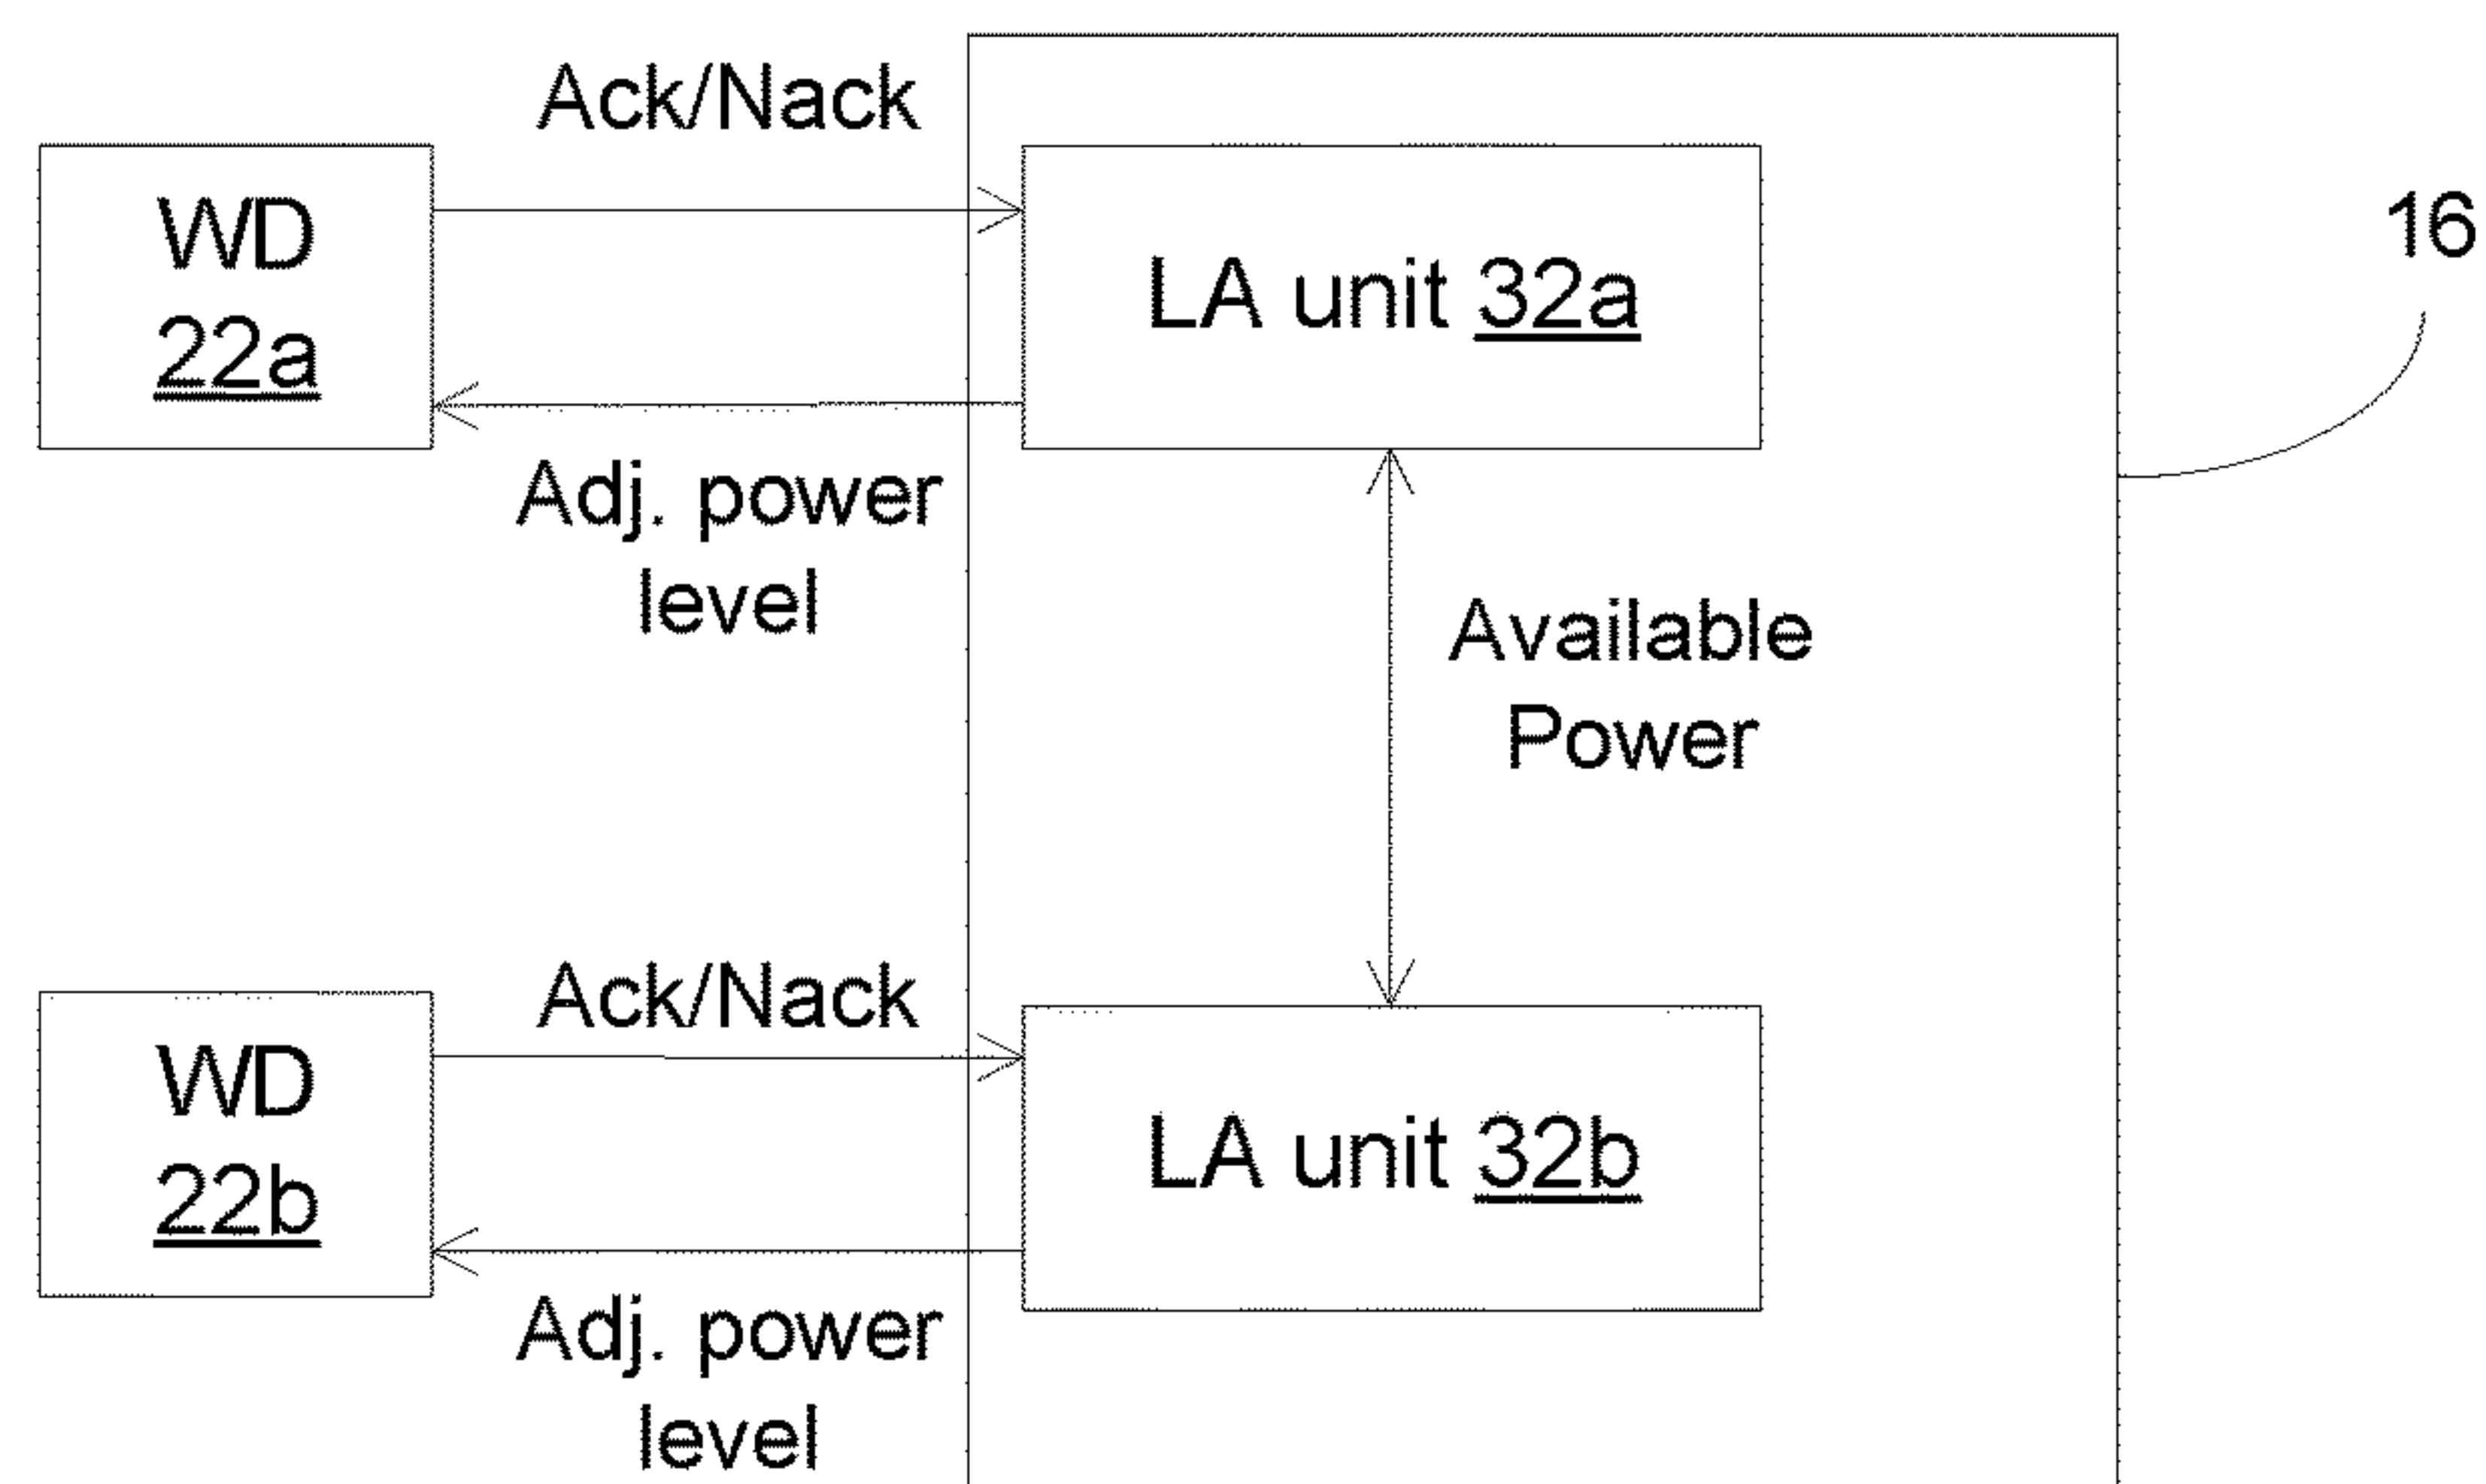 Ack/Nack
WD
22a
LA unit 32a
16
Adj. power
level
Available
Power
Ack/Nack
WD
22b
LA unit 32b
Adj. power
level